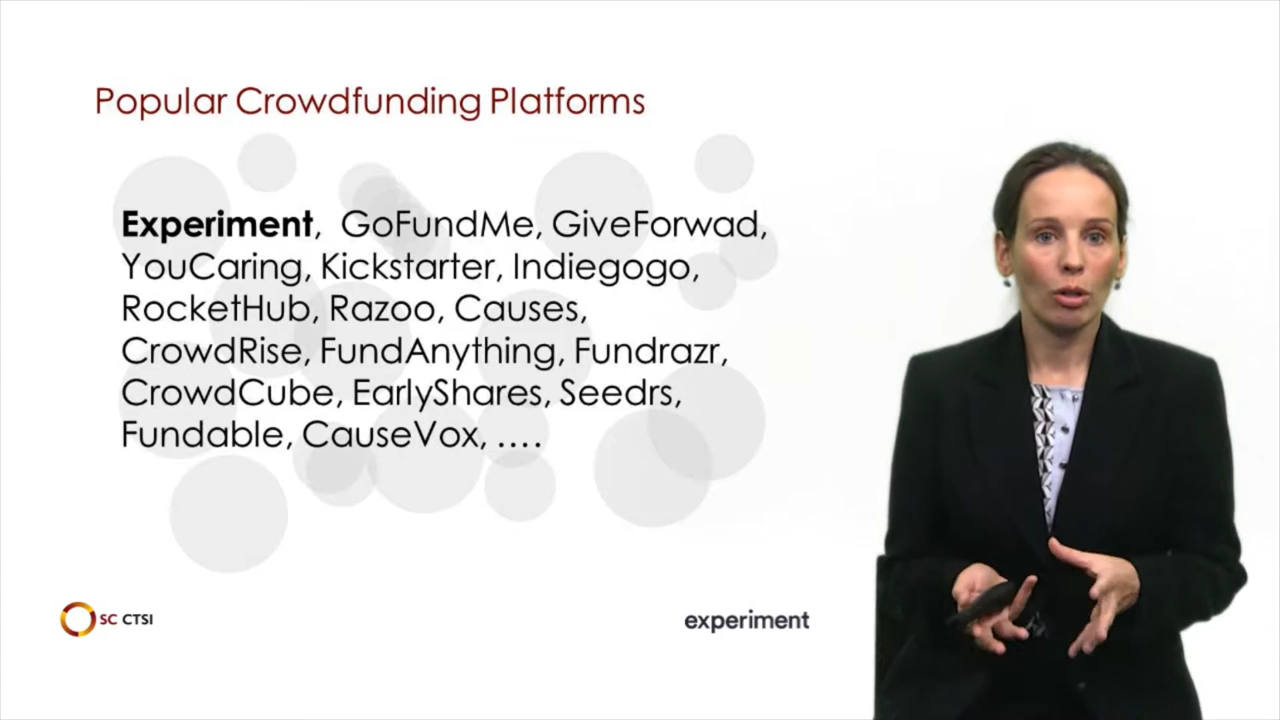 Popular Crowdfunding Platforms
Experiment, GoFundMe, GiveForwad,
YouCaring, Kickstarter, Indiegogo,
RocketHub, Razoo, Causes,
CrowdRise, FundAnything, Fundrazr,
CrowdCube, EarlyShares, Seedrs,
Fundable, CauseVox, ....
SC CTSI
experiment